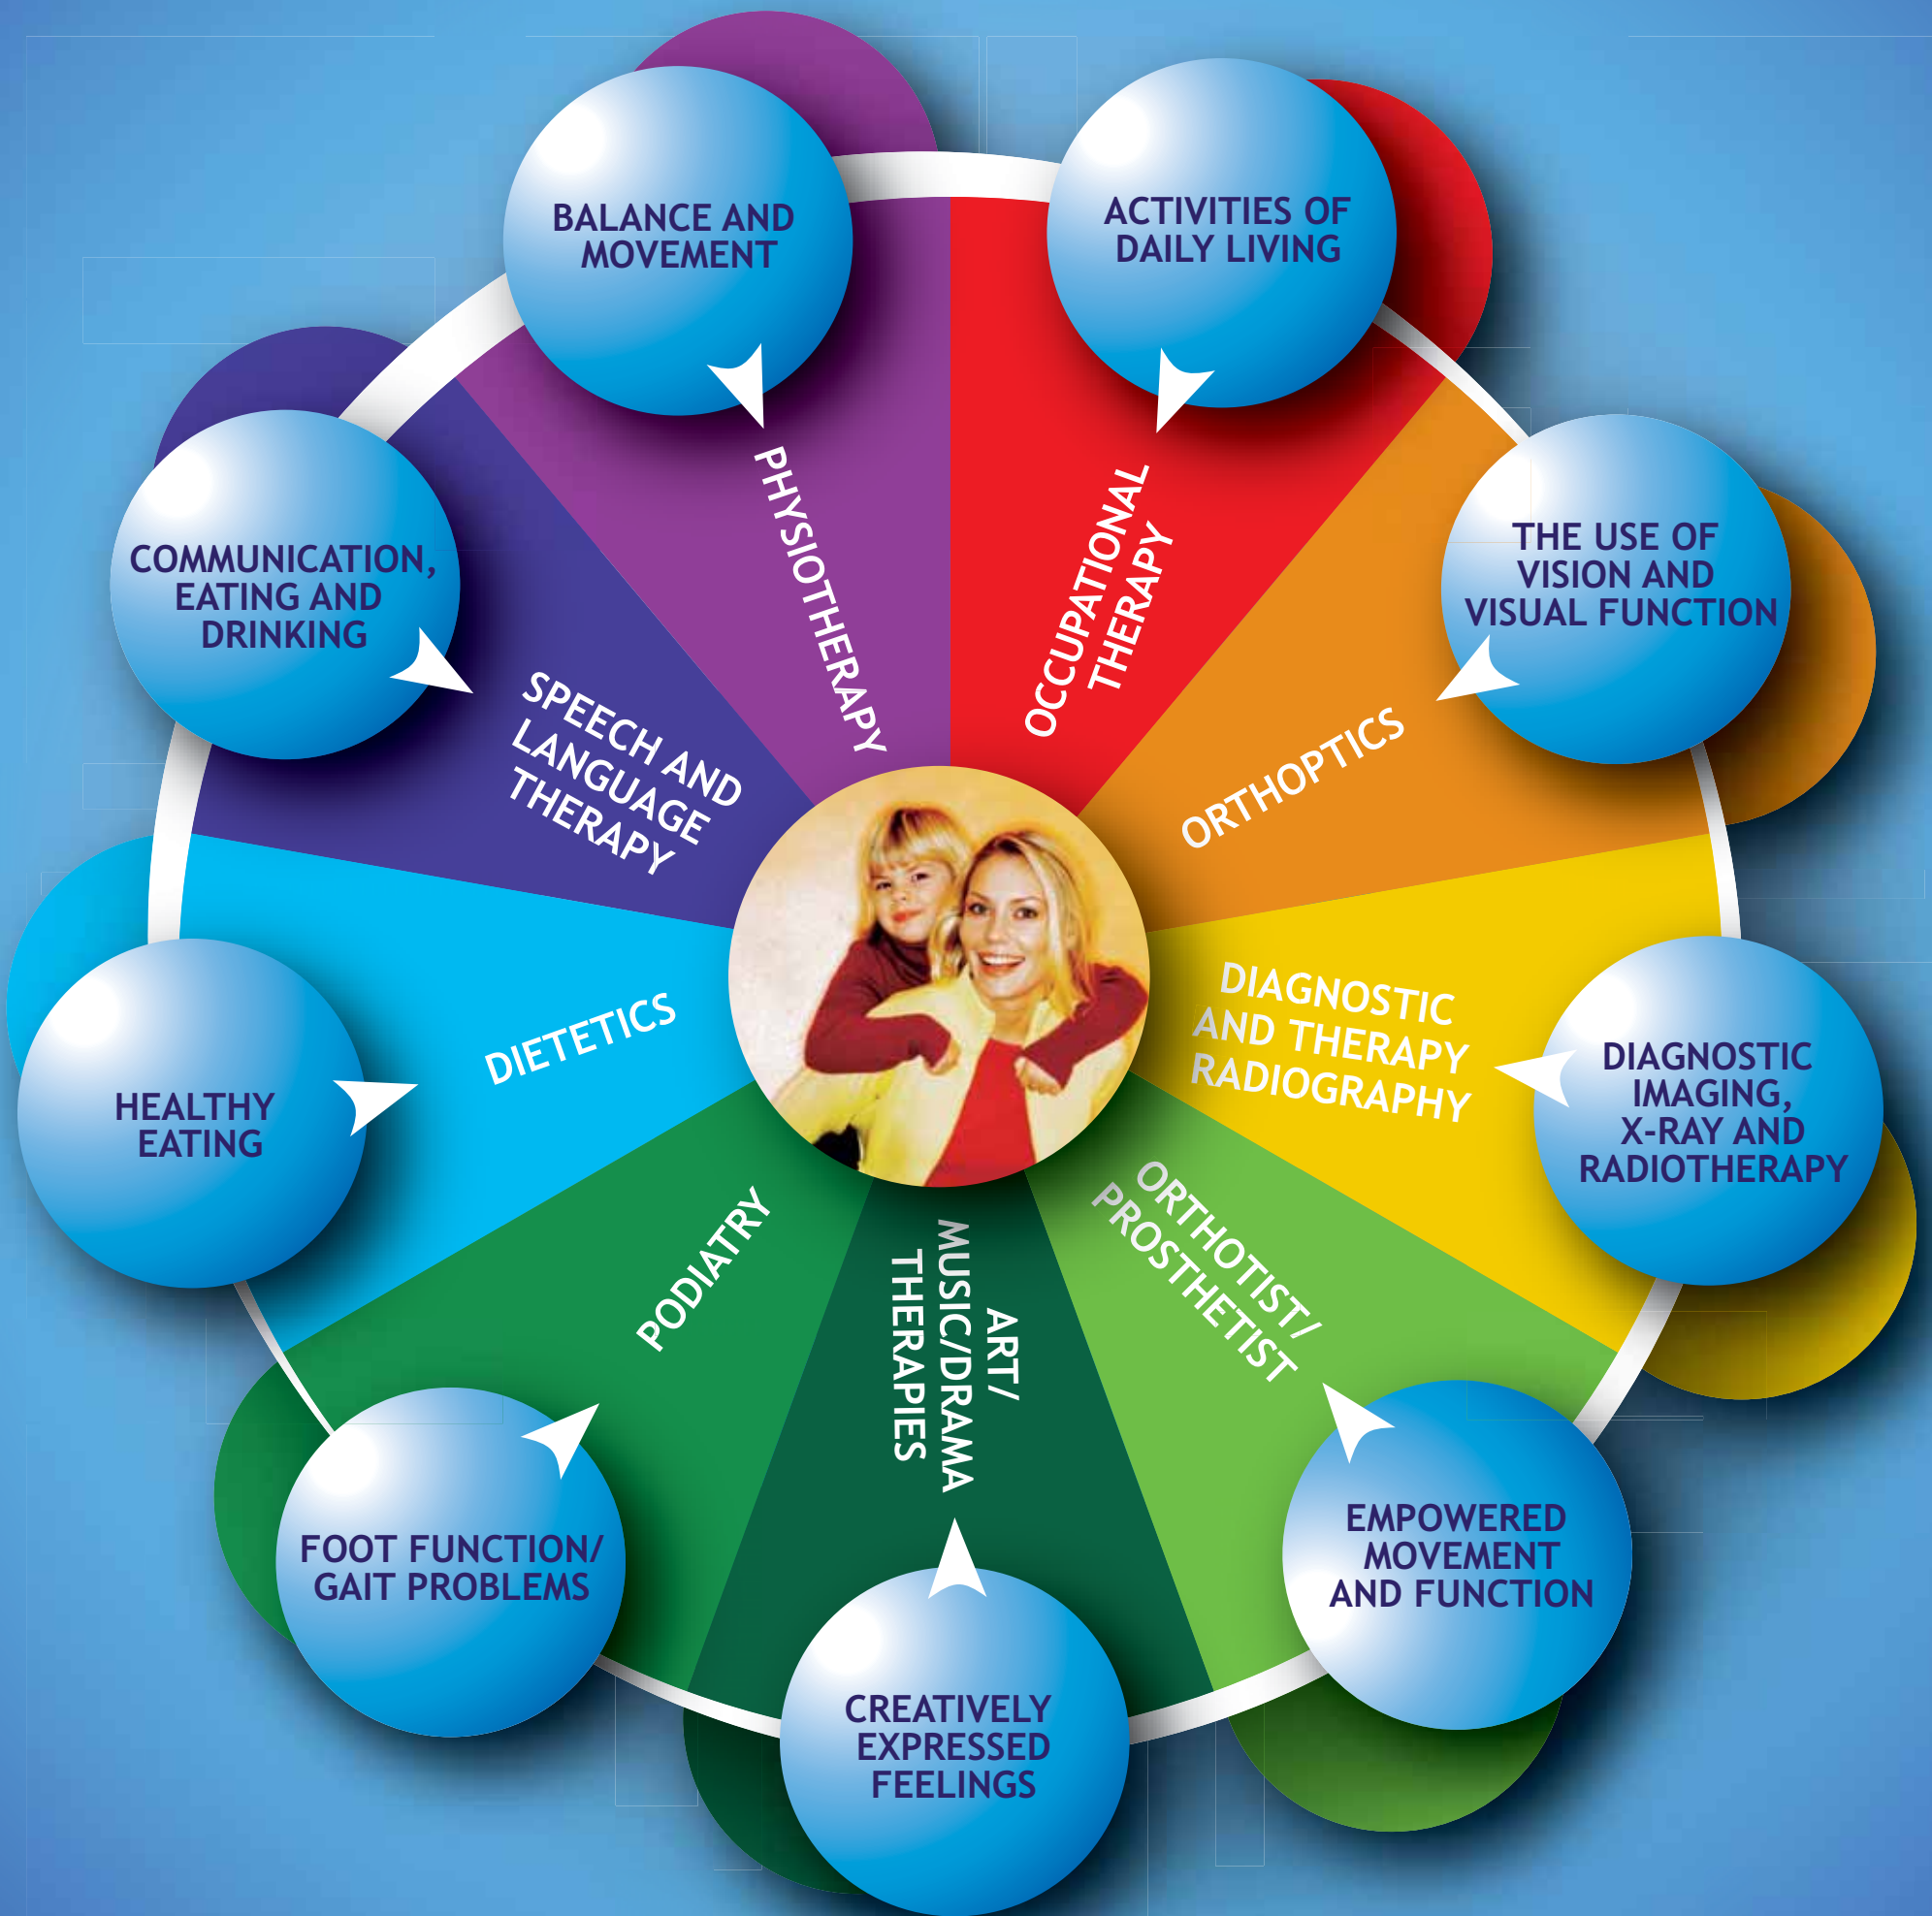 BALANCE AND
MOVEMENT
ACTIVITIES OF
DAILY LIVING
THE USE OF
VISION AND
VISUAL FUNCTION
DIAGNOSTIC
IMAGING,
X-RAY AND
RADIOTHERAPY
EMPOWERED
MOVEMENT
AND FUNCTION
CREATIVELY
EXPRESSED
FEELINGS
FOOT FUNCTION/
GAIT PROBLEMS
HEALTHY
EATING
COMMUNICATION,
EATING AND
DRINKING
PHYSIOTHERAPY
OCCUPATIONAL
THERAPY
ORTHOPTICS
DIAGNOSTIC
AND THERAPY
RADIOGRAPHY
ORTHOTIST/
PROSTHETIST
ART/
MUSIC/DRAMA
THERAPIES
PODIATRY
DIETETICS
SPEECH AND
LANGUAGE
THERAPY